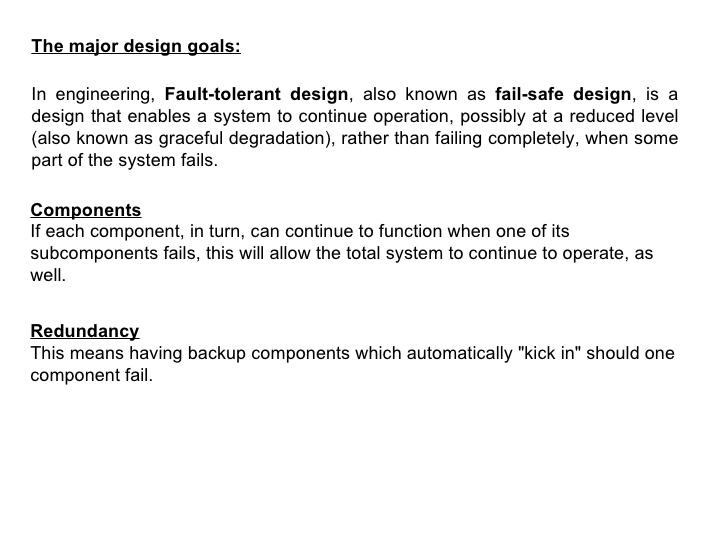 The major design goals:
In engineering, Fault-tolerant design, also known as fail-safe design, is a
design that enables a system to continue operation, possibly at a reduced level
(also known as graceful degradation), rather than failing completely, when some
part of the system fails.
Components
If each component, in turn, can continue to function when one of its
subcomponents fails, this will allow the total system to continue to operate, as
well.
Redundancy
This means having backup components which automatically "kick in" should one
component fail.